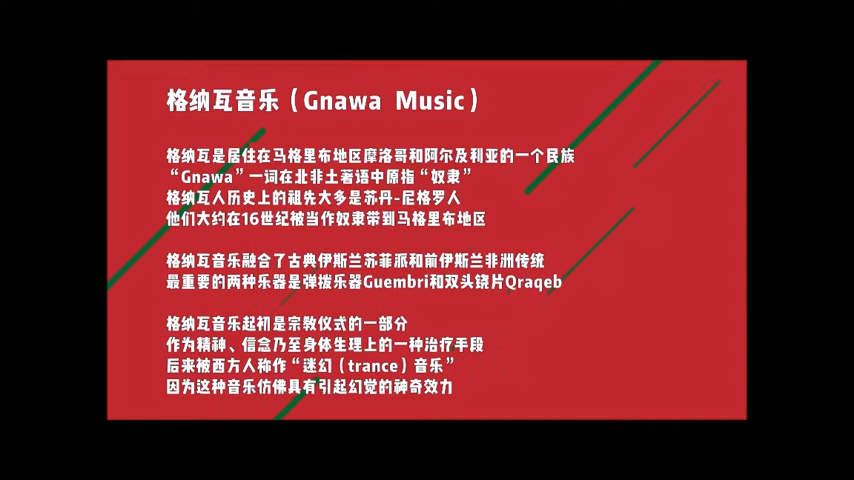 格纳瓦音乐（Gnawa Music）
格纳瓦是居住在马格里布地区摩洛哥和阿尔及利亚的一个民族
“Gnawa”一词在北非土著语中原指“奴隶”
格纳瓦人历史上的祖先大多是苏丹-尼格罗人
他们大约在16世纪被当作奴隶带到马格里布地区
格纳瓦音乐融合了古典伊斯兰苏菲派和前伊斯兰非洲传统
最重要的两种乐器是弹拨乐器Guembri和双头铙片Qraqeb
格纳瓦音乐起初是宗教仪式的一部分
作为精神、信念乃至身体生理上的一种治疗手段
后来被西方人称作“迷幻（trance）音乐”
因为这种音乐仿佛具有引起幻觉的神奇效力